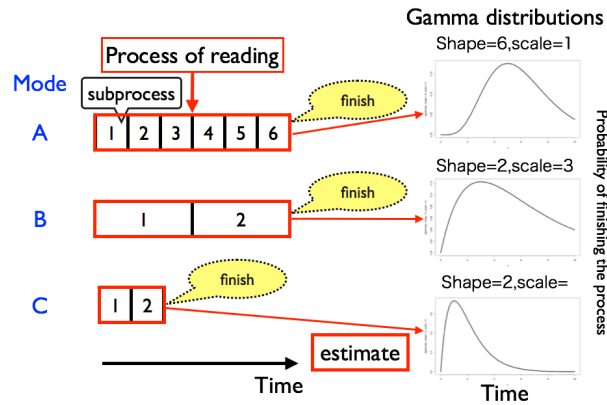 Gamma distributions
Process of reading
Shape=6,scale=1
Mode
subprocess
finish
A
1 2 3 4 5 6
Shape=2,scale=3
finish
B
1 2
Shape=2,scale=
finish
C
1 2
estimate
Time
Time
Probability of finishing the process